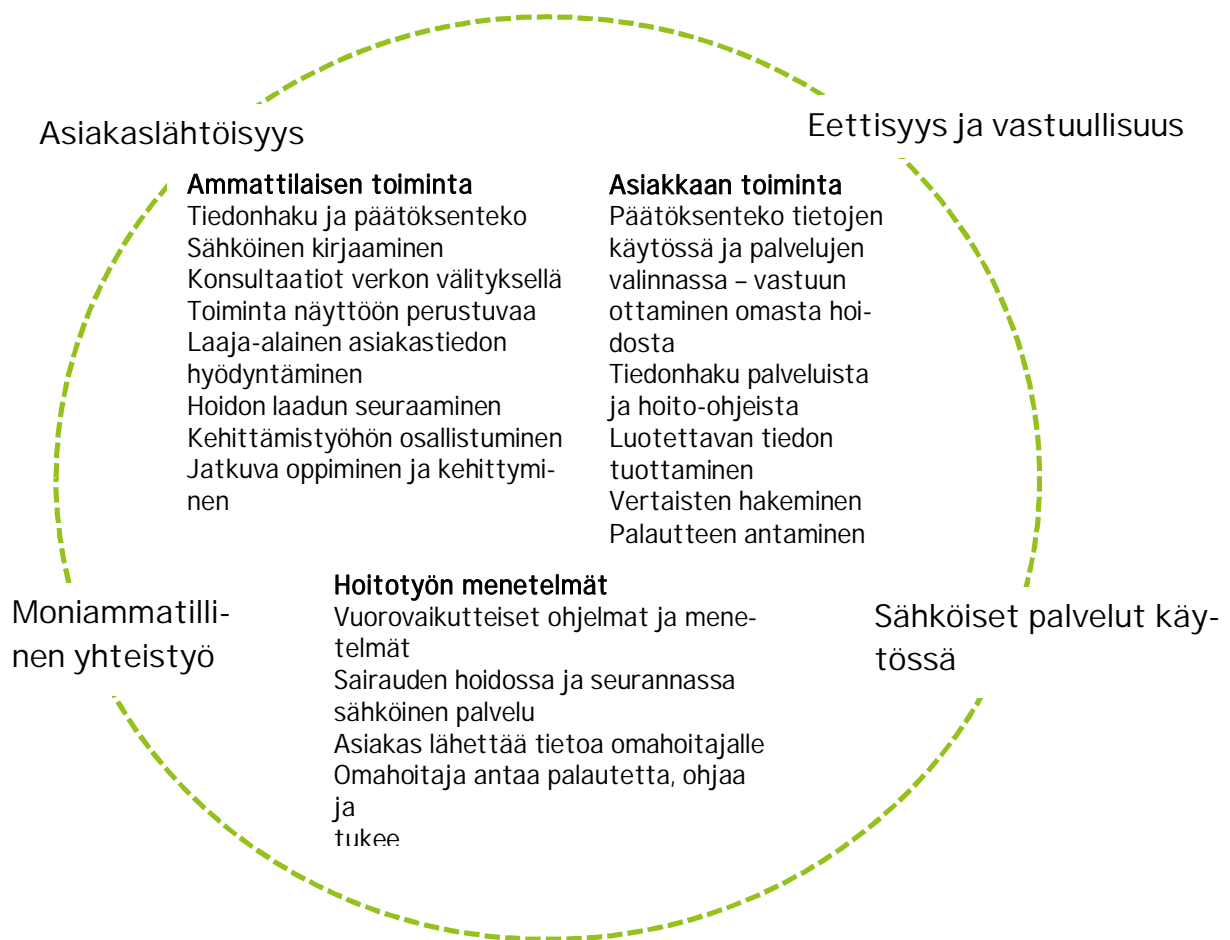 Asiakaslähtöisyys
Eettisyys ja vastuullisuus
Ammattilaisen toiminta
Tiedonhaku ja päätöksenteko
Sähköinen kirjaaminen
Konsultaatiot verkon välityksellä
Toiminta näyttöön perustuvaa
Laaja-alainen asiakastiedon
hyödyntäminen
Hoidon laadun seuraaminen
Kehittämistyöhön osallistuminen
Jatkuva oppiminen ja kehittymi-
nen
Asiakkaan toiminta
Päätöksenteko tietojen
käytössä ja palvelujen
valinnassa – vastuun
ottaminen omasta hoi-
dosta
Tiedonhaku palveluista
ja hoito-ohjeista
Luotettavan tiedon
tuottaminen
Vertaisten hakeminen
Palautteen antaminen
Moniammatilli-
nen yhteistyö
Hoitotyön menetelmät
Vuorovaikutteiset ohjelmat ja mene-
telmät
Sairauden hoidossa ja seurannassa
sähköinen palvelu
Asiakas lähettää tietoa omahoitajalle
Omahoitaja antaa palautetta, ohjaa
ja
tukee
Sähköiset palvelut käy-
tössä